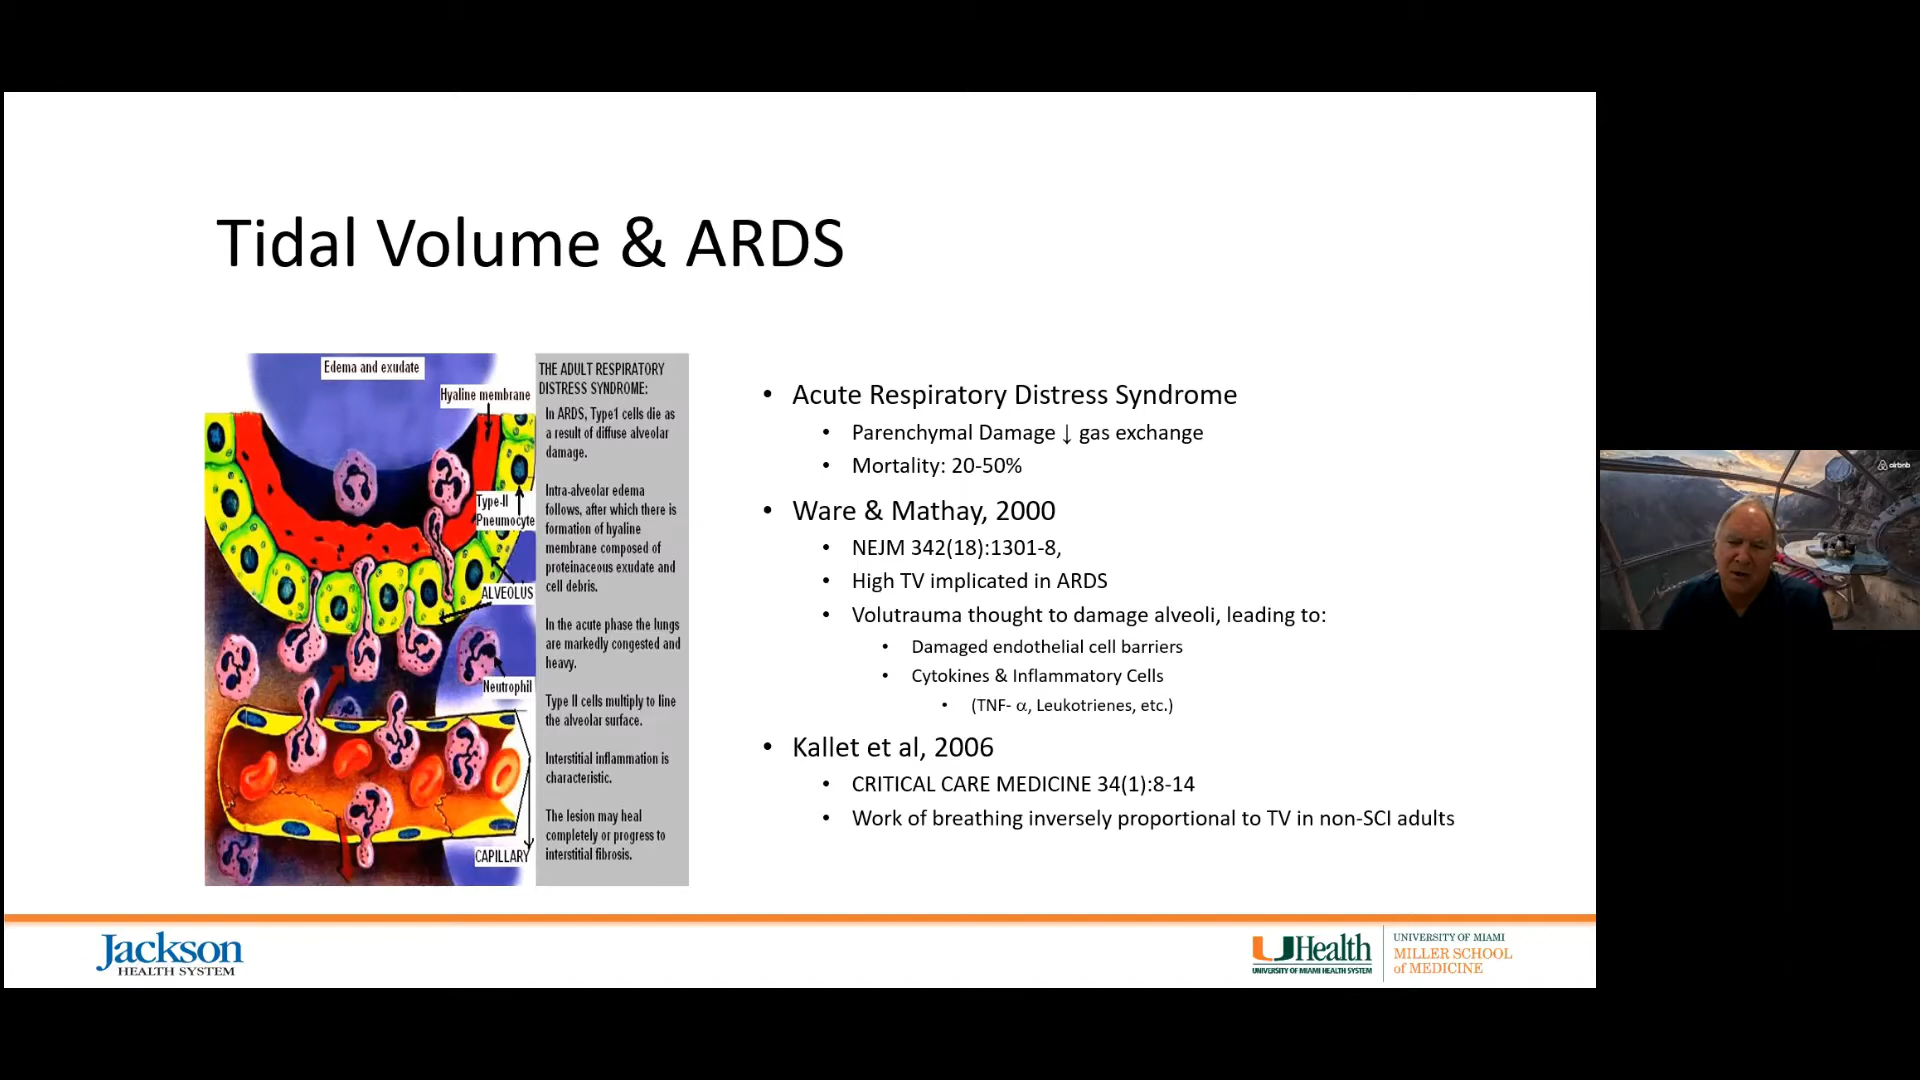 Tidal Volume & ARDS
Edema and exudate
Hyaline membrane
Type-II
Pneumocyte
ALVEOLUS
Neutrophil
CAPILLARY
THE ADULT RESPIRATORY
DISTRESS SYNDROME:
In ARDS, Type1 cells die as
a result of diffuse alveolar
damage.
Intra-alveolar edema
follows, after which there is
formation of hyaline
membrane composed of
proteinaceous exudate and
cell debris.
In the acute phase the lungs
are markedly congested and
heavy.
Type II cells multiply to line
the alveolar surface.
Interstitial inflammation is
characteristic.
The lesion may heal
completely or progress to
interstitial fibrosis.
• Acute Respiratory Distress Syndrome
• Parenchymal Damage ↓ gas exchange
• Mortality: 20-50%
• Ware & Mathay, 2000
• NEJM 342(18):1301-8,
• High TV implicated in ARDS
• Volutrauma thought to damage alveoli, leading to:
• Damaged endothelial cell barriers
• Cytokines & Inflammatory Cells
• (TNF- α, Leukotrienes, etc.)
• Kallet et al, 2006
• CRITICAL CARE MEDICINE 34(1):8-14
• Work of breathing inversely proportional to TV in non-SCI adults
airbnb
Jackson
HEALTH SYSTEM
UHealth
UNIVERSITY OF MIAMI HEALTH SYSTEM
UNIVERSITY OF MIAMI
MILLER SCHOOL
of MEDICINE